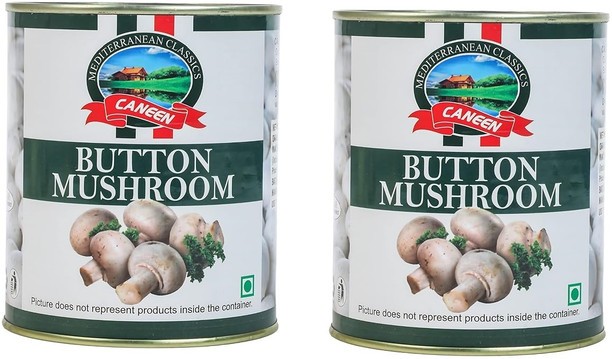 MEDITERRANEAN CLASSICS
CANEEN
BUTTON
MUSHROOM
Picture does not represent products inside the container.
MEDITERRANEAN CLASSICS
CANEEN
BUTTON
MUSHROOM
Picture does not represent products inside the container.